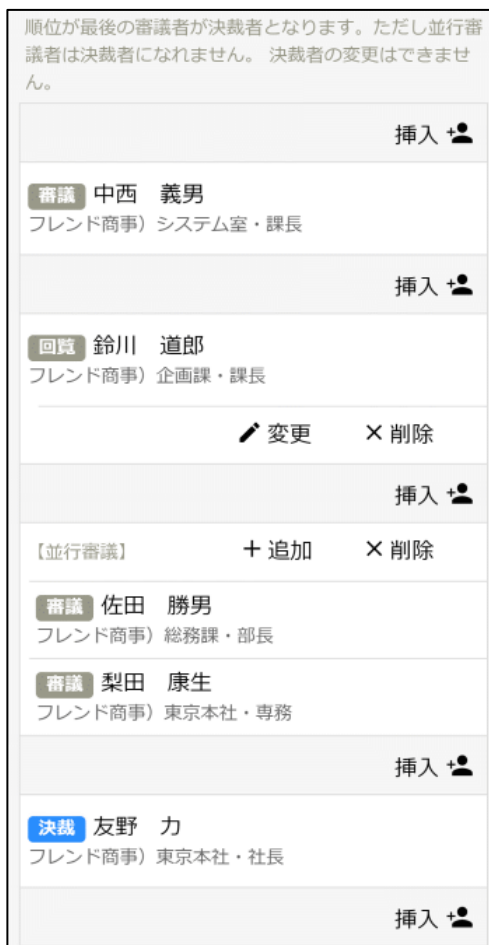 順位が最後の審議者が決裁者となります。ただし並行審
議者は決裁者になれません。 決裁者の変更はできませ
ん。
挿入
審議 中西　義男
フレンド商事）システム室・課長
挿入
回覧 鈴川　道郎
フレンド商事）企画課・課長
変更 × 削除
挿入
【並行審議】 + 追加 × 削除
審議 佐田　勝男
フレンド商事）総務課・部長
審議 梨田　康生
フレンド商事）東京本社・専務
挿入
決裁 友野　力
フレンド商事）東京本社・社長
挿入